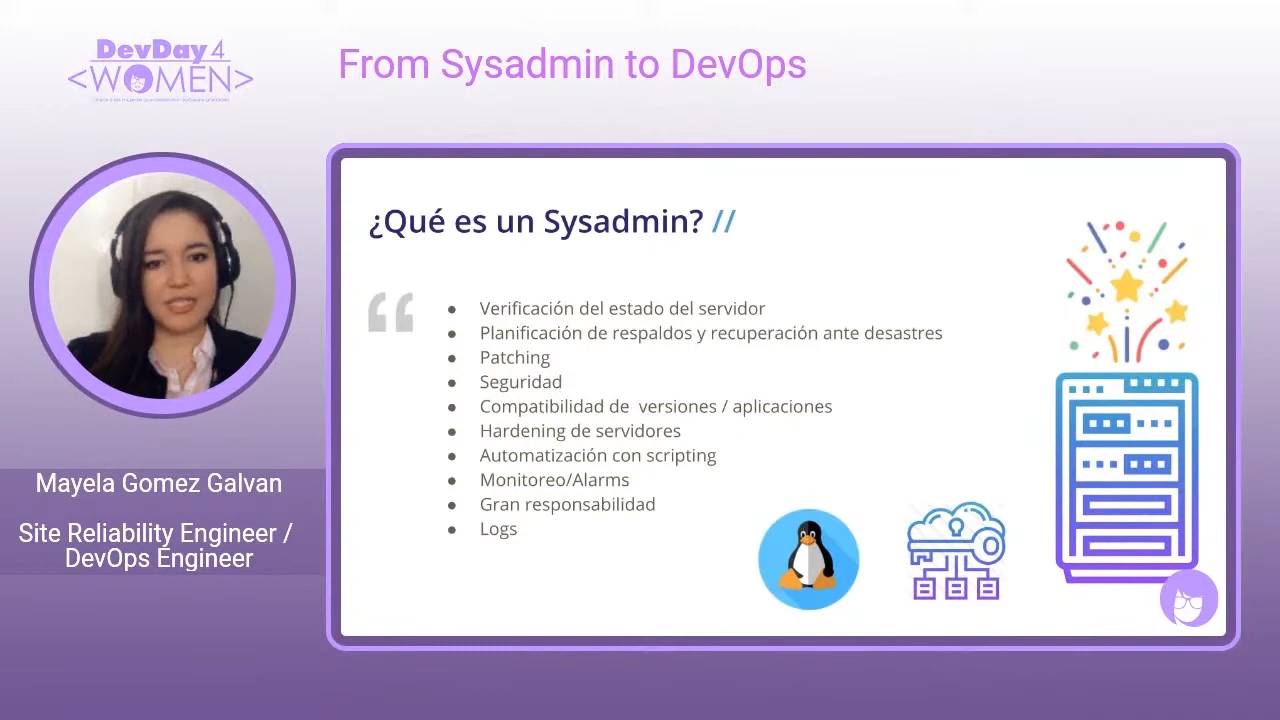 DevDay4
<WOMEN>
From Sysadmin to DevOps
¿Qué es un Sysadmin? //
● Verificación del estado del servidor
● Planificación de respaldos y recuperación ante desastres
● Patching
● Seguridad
● Compatibilidad de versiones / aplicaciones
● Hardening de servidores
● Automatización con scripting
● Monitoreo/Alarms
● Gran responsabilidad
● Logs
Mayela Gomez Galvan
Site Reliability Engineer /
DevOps Engineer